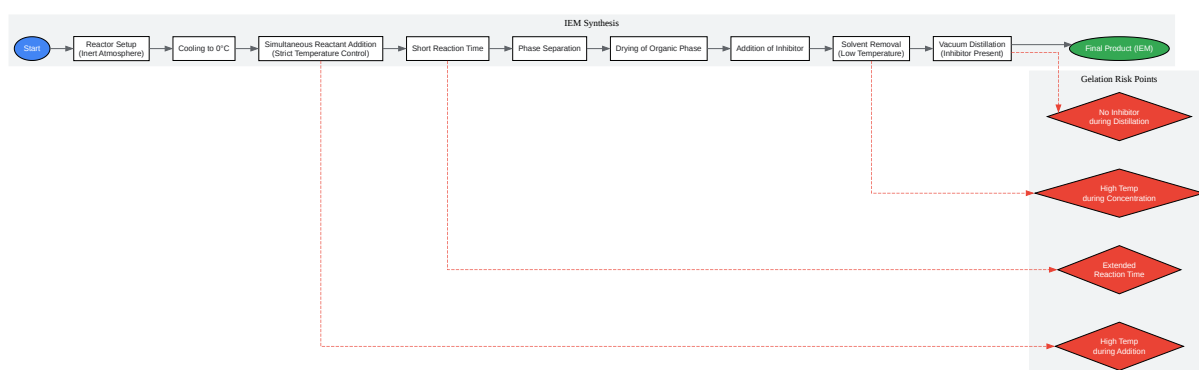 IEM Synthesis
Start
Reactor Setup
(Inert Atmosphere)
Cooling to 0°C
Simultaneous Reactant Addition
(Strict Temperature Control)
Short Reaction Time
Phase Separation
Drying of Organic Phase
Addition of Inhibitor
Solvent Removal
(Low Temperature)
Vacuum Distillation
(Inhibitor Present)
Final Product (IEM)
Gelation Risk Points
No Inhibitor
during Distillation
High Temp
during Concentration
Extended
Reaction Time
High Temp
during Addition